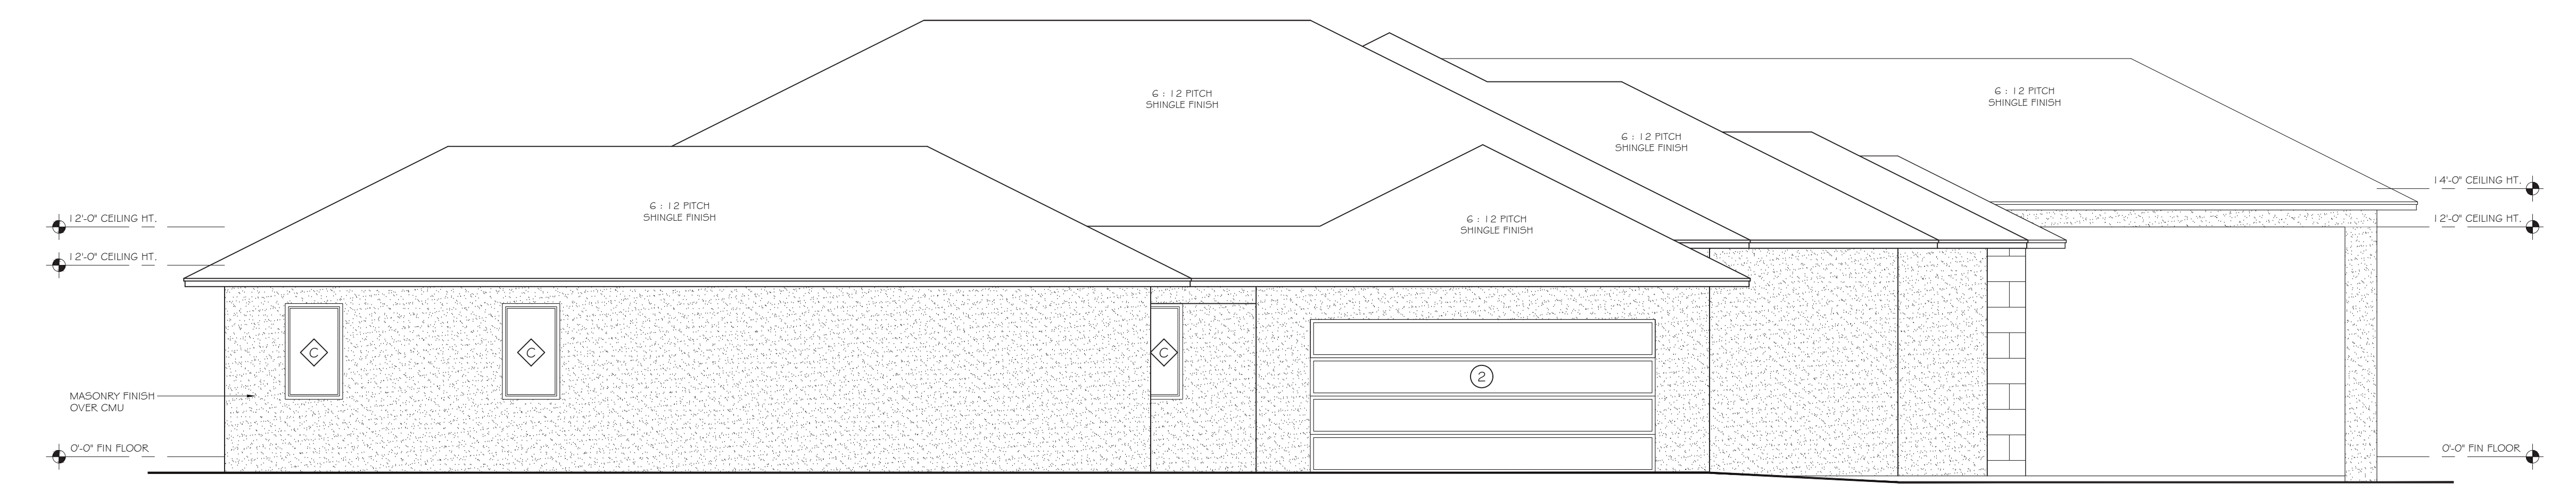 6 : 12 PITCH
SHINGLE FINISH
6 : 12 PITCH
SHINGLE FINISH
6 : 12 PITCH
SHINGLE FINISH
6 : 12 PITCH
SHINGLE FINISH
6 : 12 PITCH
SHINGLE FINISH
12'-0" CEILING HT.
12'-0" CEILING HT.
14'-0" CEILING HT.
12'-0" CEILING HT.
C
C
C
2
MASONRY FINISH
OVER CMU
0'-0" FIN FLOOR
0'-0" FIN FLOOR